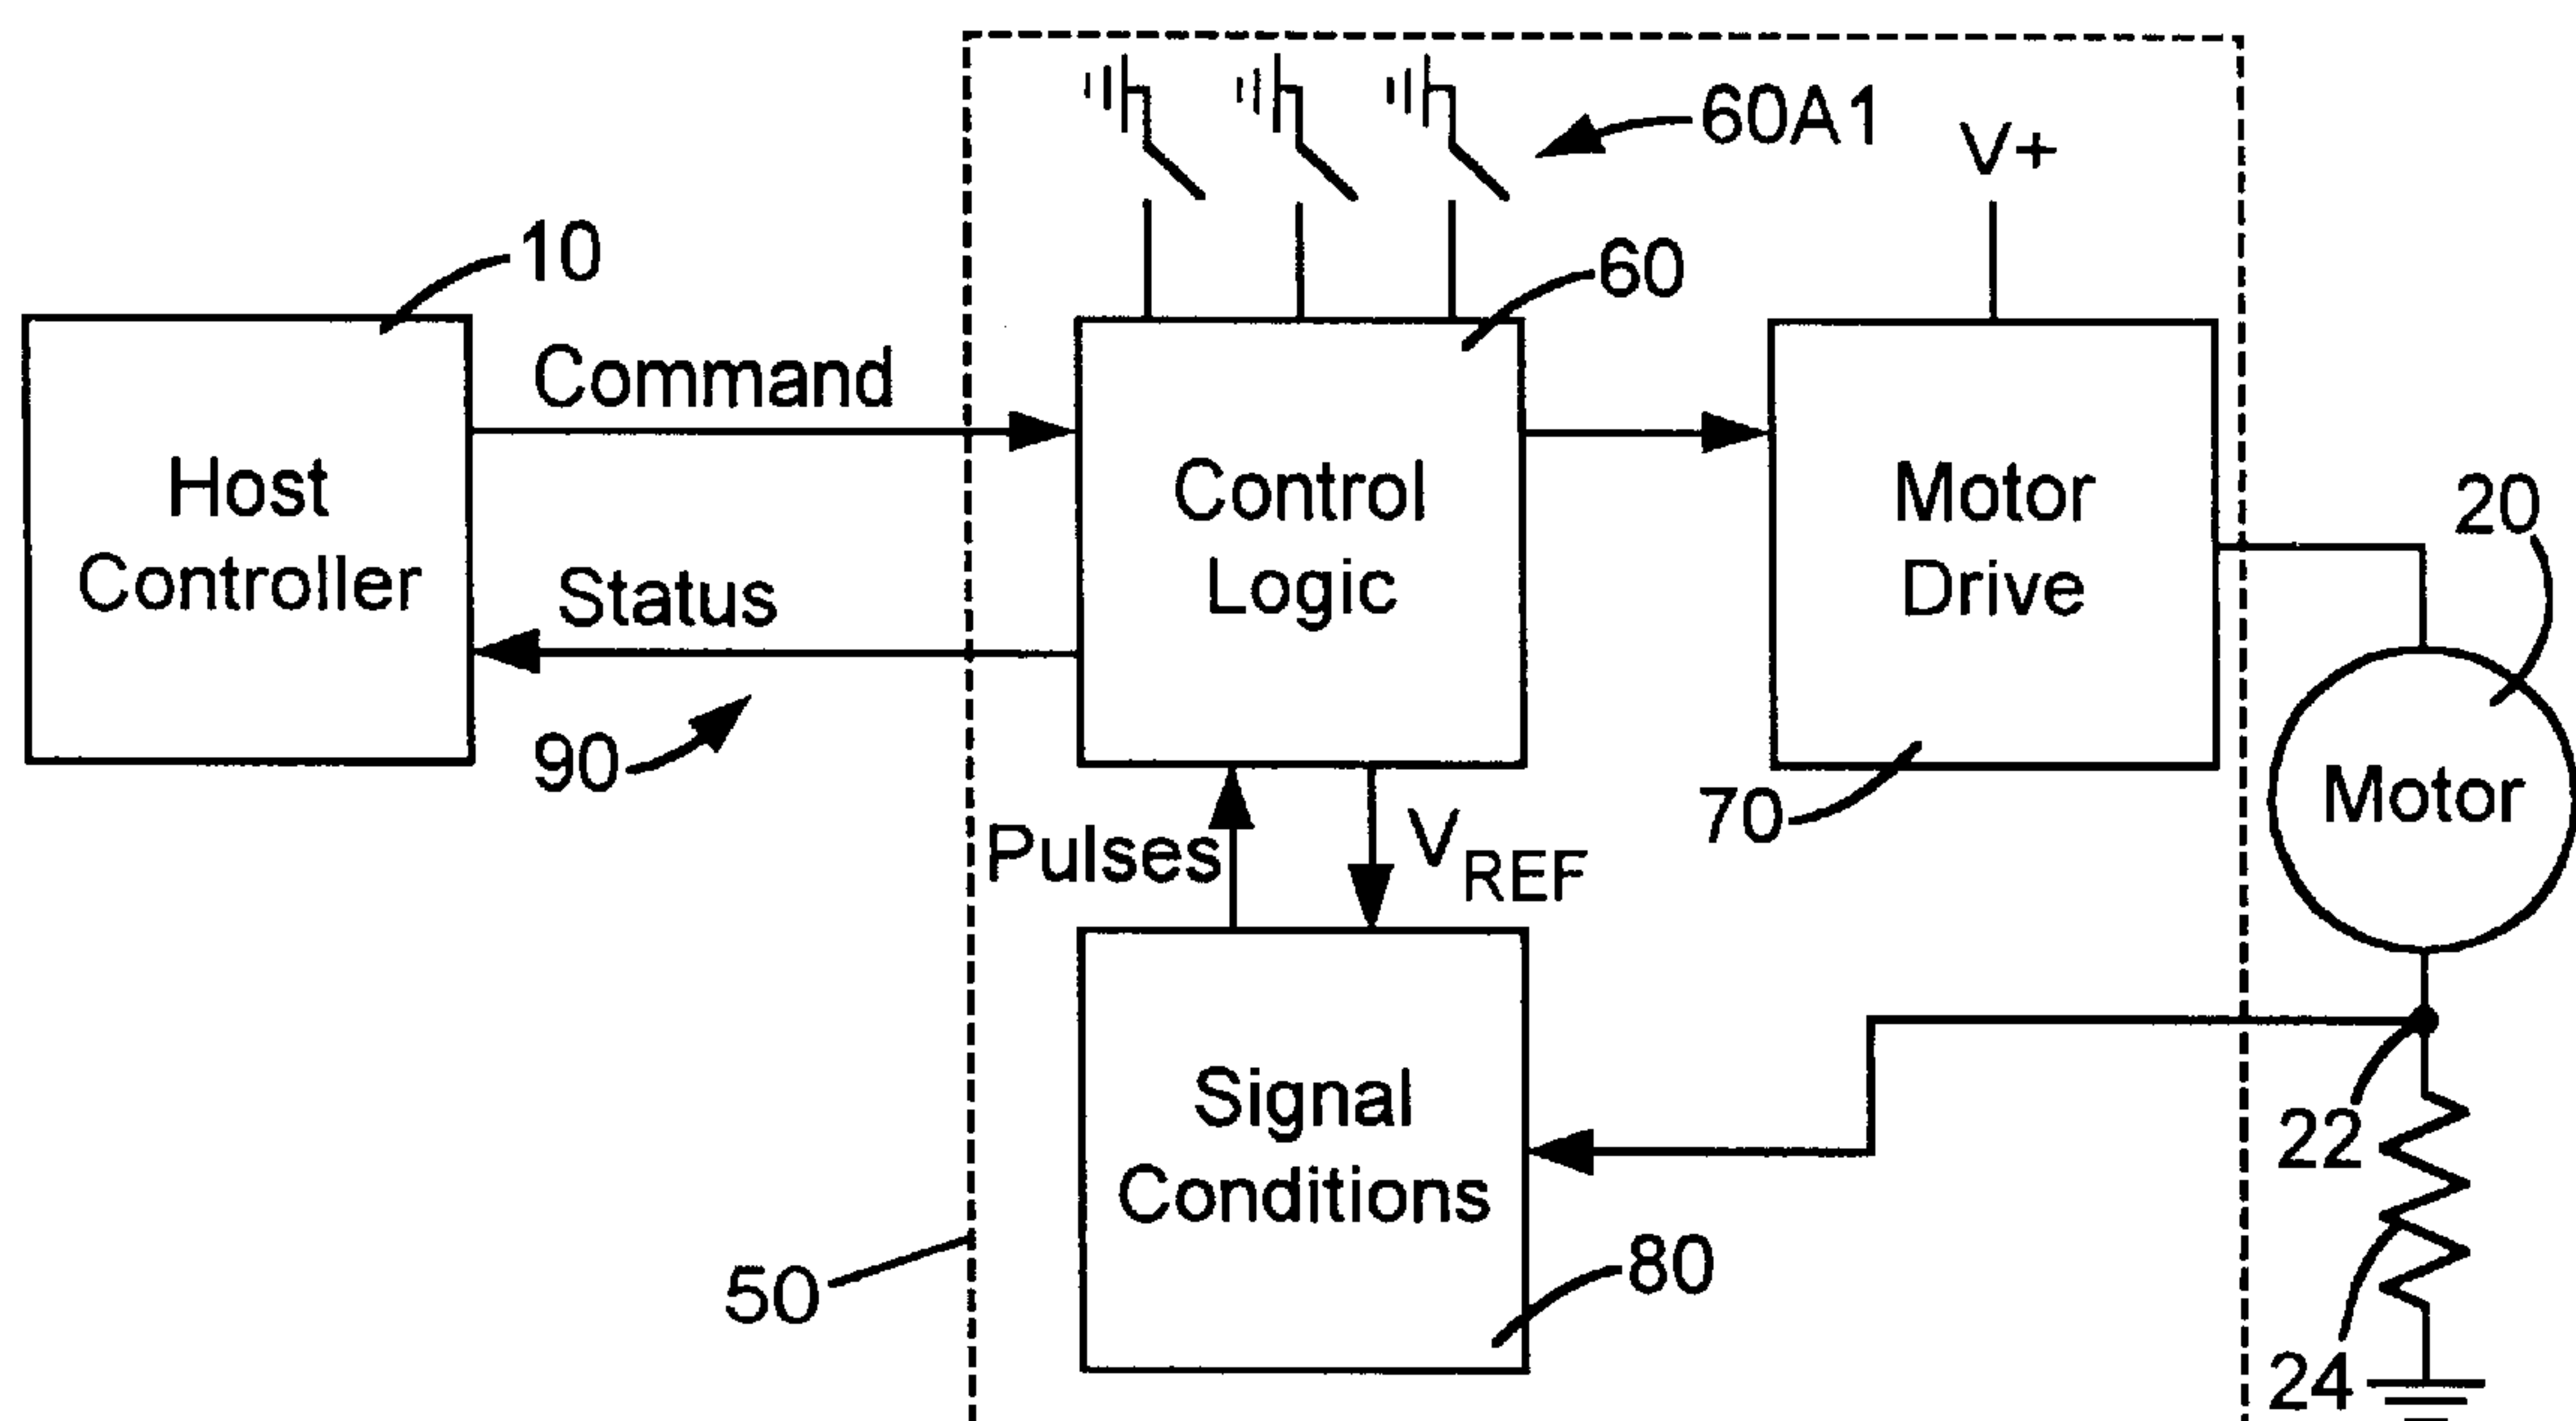 60A1
V+
10
60
Command
Host
Controller
Control
Logic
Motor
Drive
20
Status
90
70
Motor
Pulses
VREF
Signal
Conditions
22
50
80
24